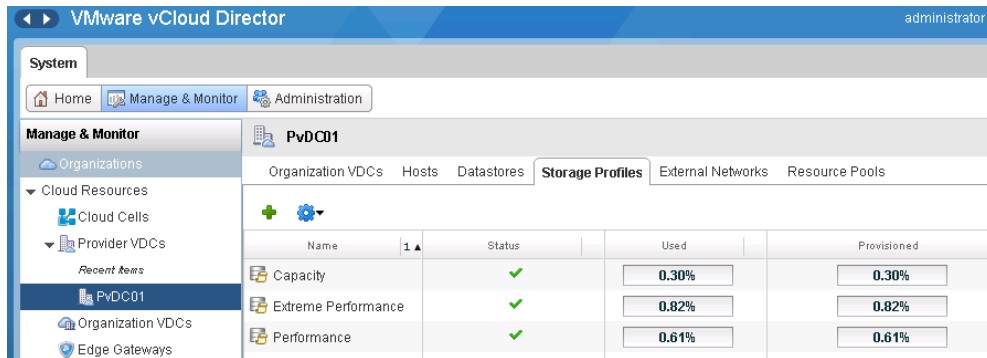 VMware vCloud Director
administrator
System
Home Manage & Monitor Administration
Manage & Monitor
Organizations
Cloud Resources
Cloud Cells
Provider VDCs
Recent Items
PvDC01
Organization VDCs
Edge Gateways
PvDC01
Organization VDCs Hosts Datastores Storage Profiles External Networks Resource Pools
Name 1 Status Used Provisioned
Capacity 0.30% 0.30%
Extreme Performance 0.82% 0.82%
Performance 0.61% 0.61%